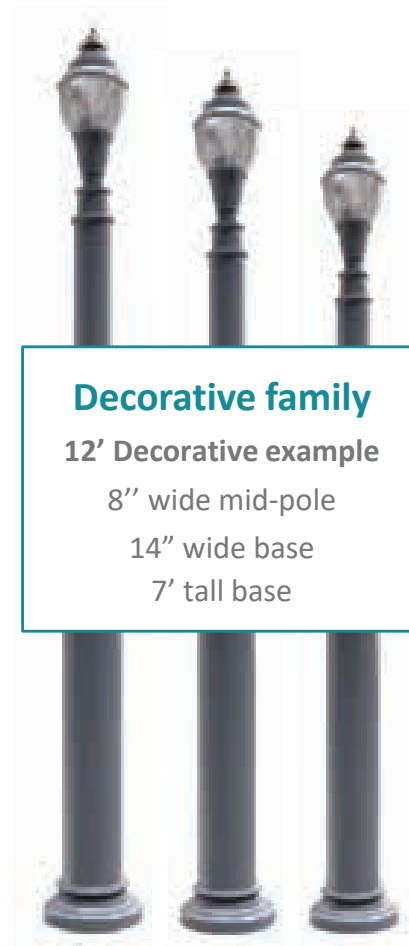 Decorative family
12’ Decorative example
8’’ wide mid-pole
14” wide base
7’ tall base